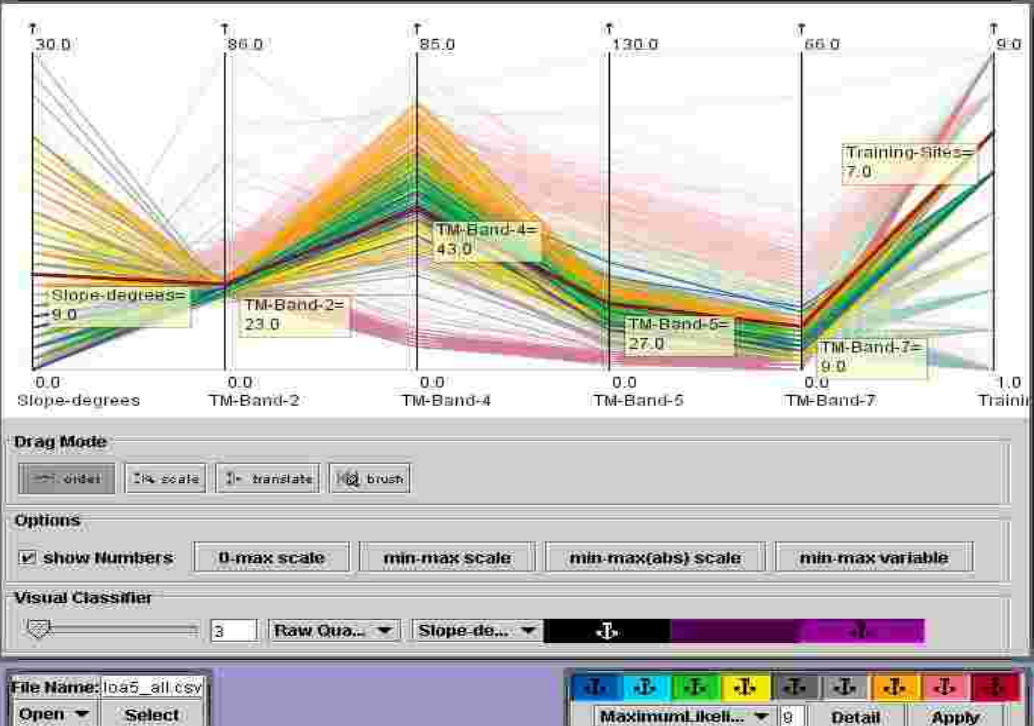 30.0 86.0 85.0 130.0 66.0 9.0
Training-Sites=
7.0
TM-Band-4=
43.0
Slope-degrees=
9.0
TM-Band-2=
23.0
TM-Band-5=
27.0
TM-Band-7=
9.0
0.0 0.0 0.0 0.0 0.0 1.0
Slope-degrees TM-Band-2 TM-Band-4 TM-Band-5 TM-Band-7 Trainin
Drag Mode
order scale translate brush
Options
show Numbers 0-max scale min-max scale min-max(abs) scale min-max variable
Visual Classifier
3 Raw Qua... Slope-de...
File Name: loa5_all.csv
Open Select MaximumLikeli... 9 Detail Apply